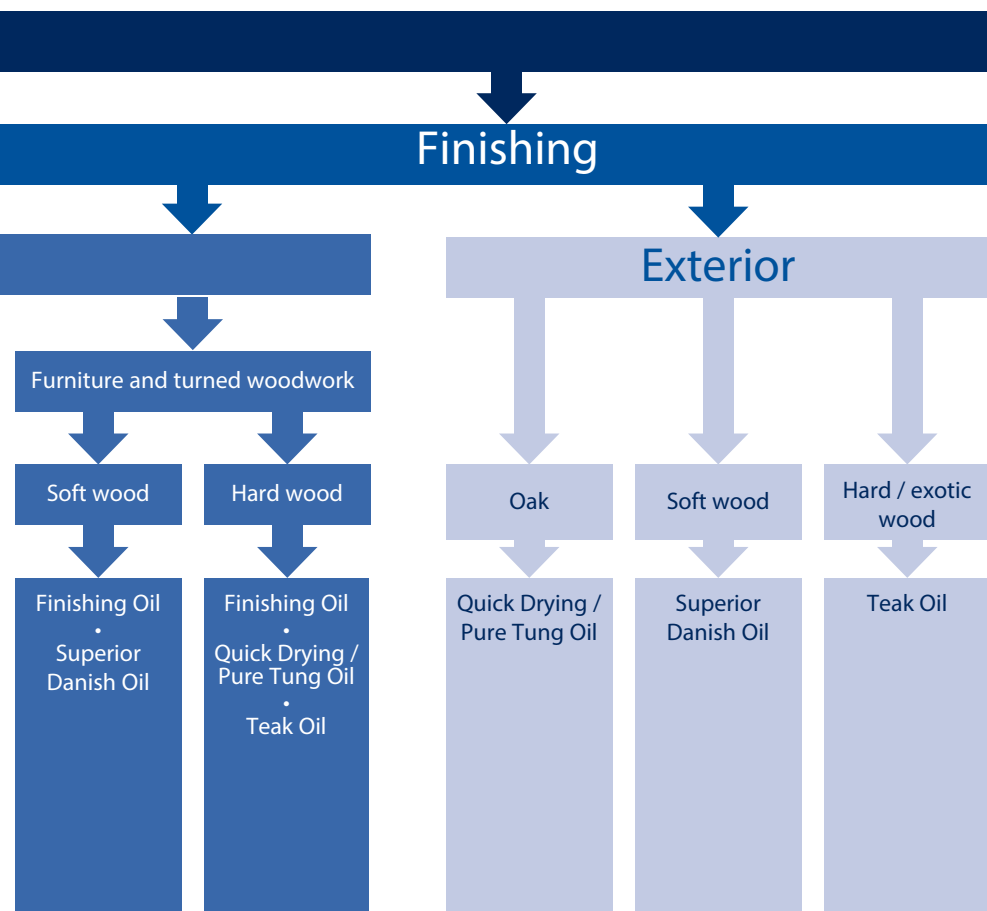 Finishing
Exterior
Furniture and turned woodwork
Soft wood
Hard wood
Oak
Soft wood
Hard / exotic
wood
Finishing Oil
•
Superior
Danish Oil
Finishing Oil
•
Quick Drying /
Pure Tung Oil
•
Teak Oil
Quick Drying /
Pure Tung Oil
Superior
Danish Oil
Teak Oil